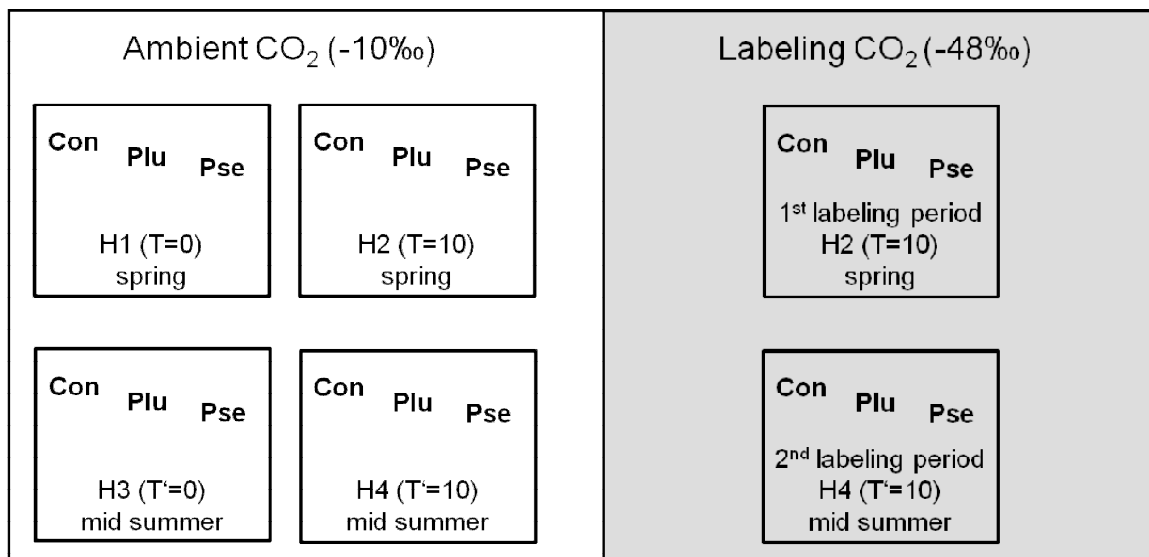 Ambient CO₂ (-10‰)
Con Plu Pse
H1 (T=0)
spring
Con Plu Pse
H2 (T=10)
spring
Con Plu Pse
H3 (T‘=0)
mid summer
Con Plu Pse
H4 (T‘=10)
mid summer
Labeling CO₂ (-48‰)
Con Plu Pse
1st labeling period
H2 (T=10)
spring
Con Plu Pse
2nd labeling period
H4 (T‘=10)
mid summer